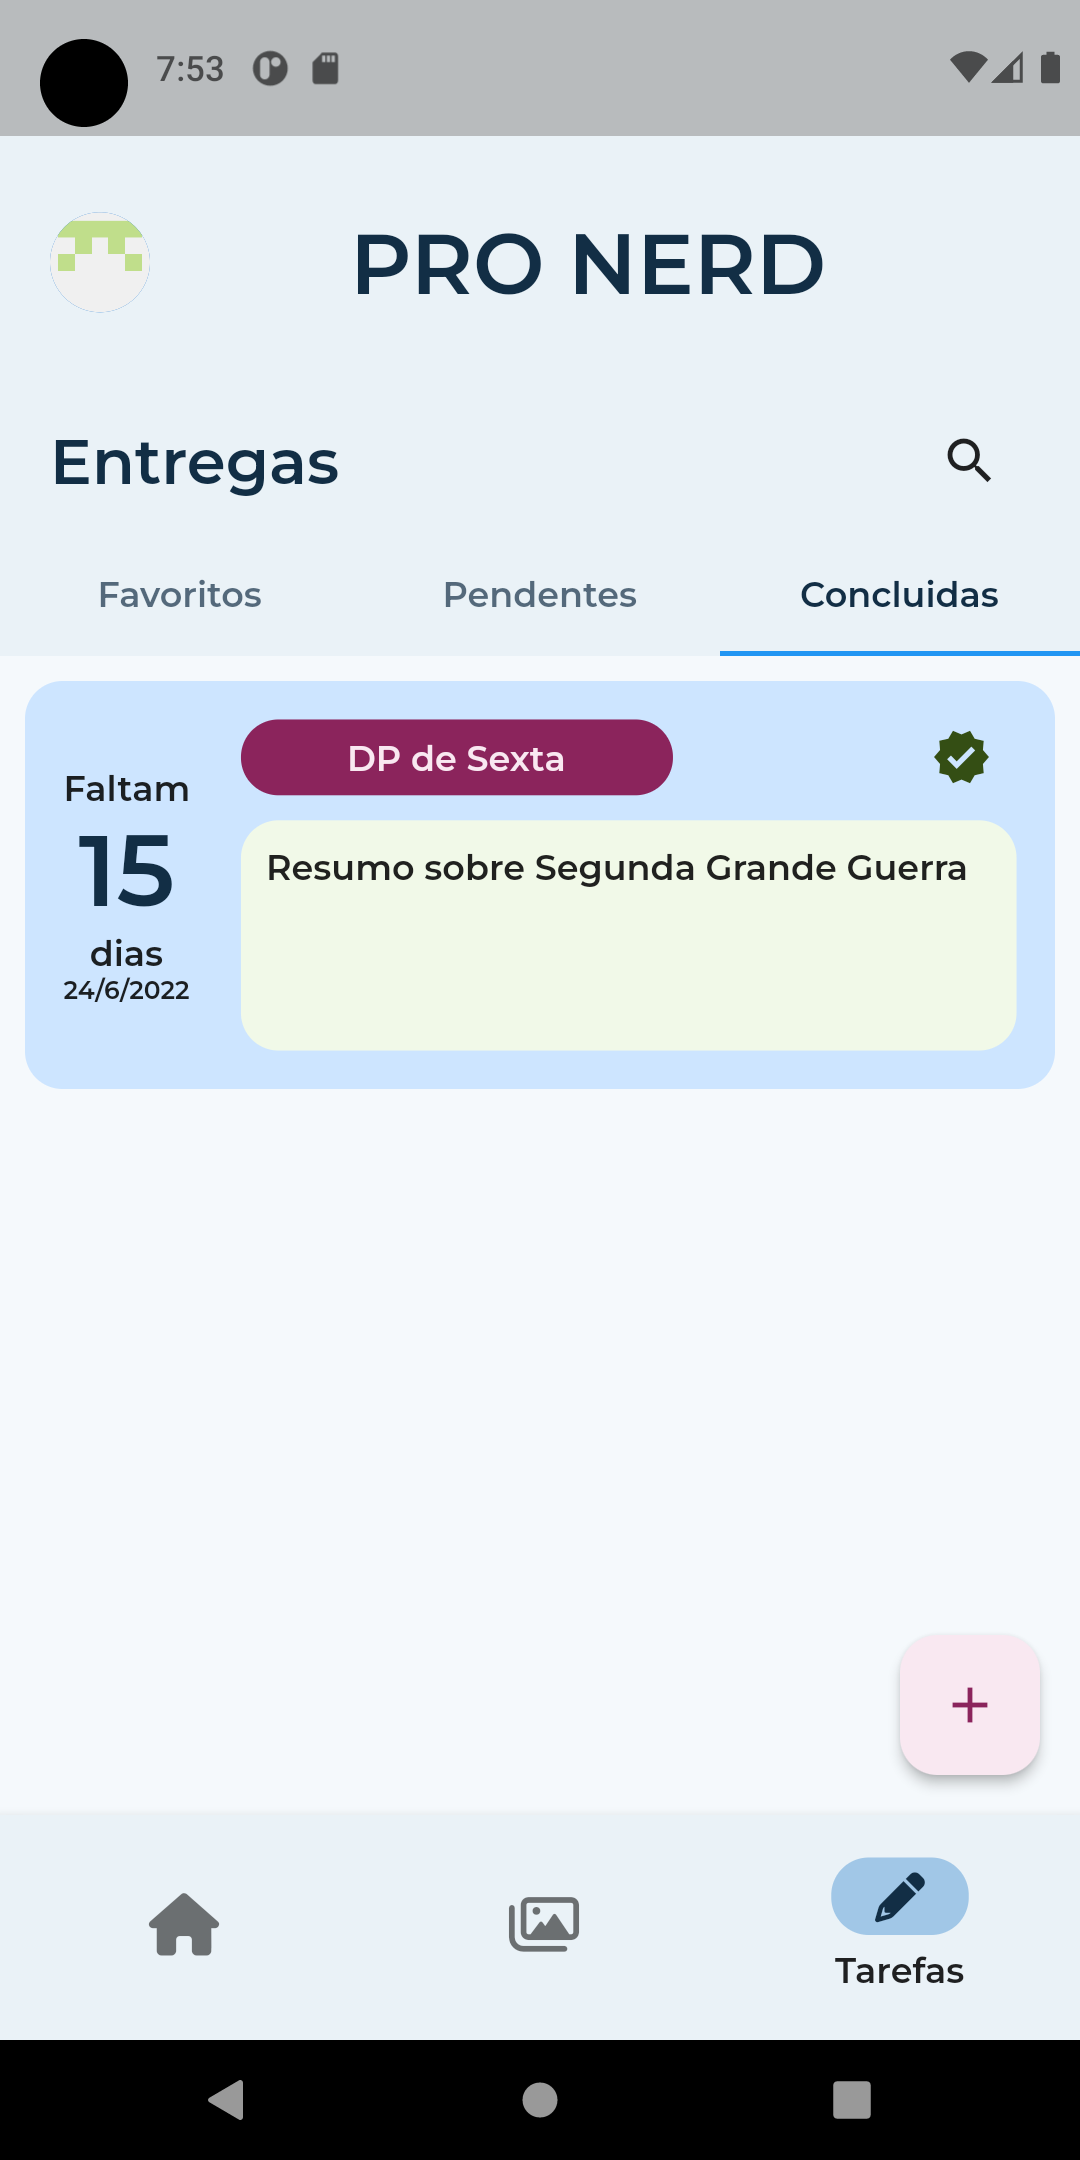 7:53
PRO NERD
Entregas
Favoritos
Pendentes
Concluidas
DP de Sexta
Faltam
15
dias
24/6/2022
Resumo sobre Segunda Grande Guerra
+
Tarefas